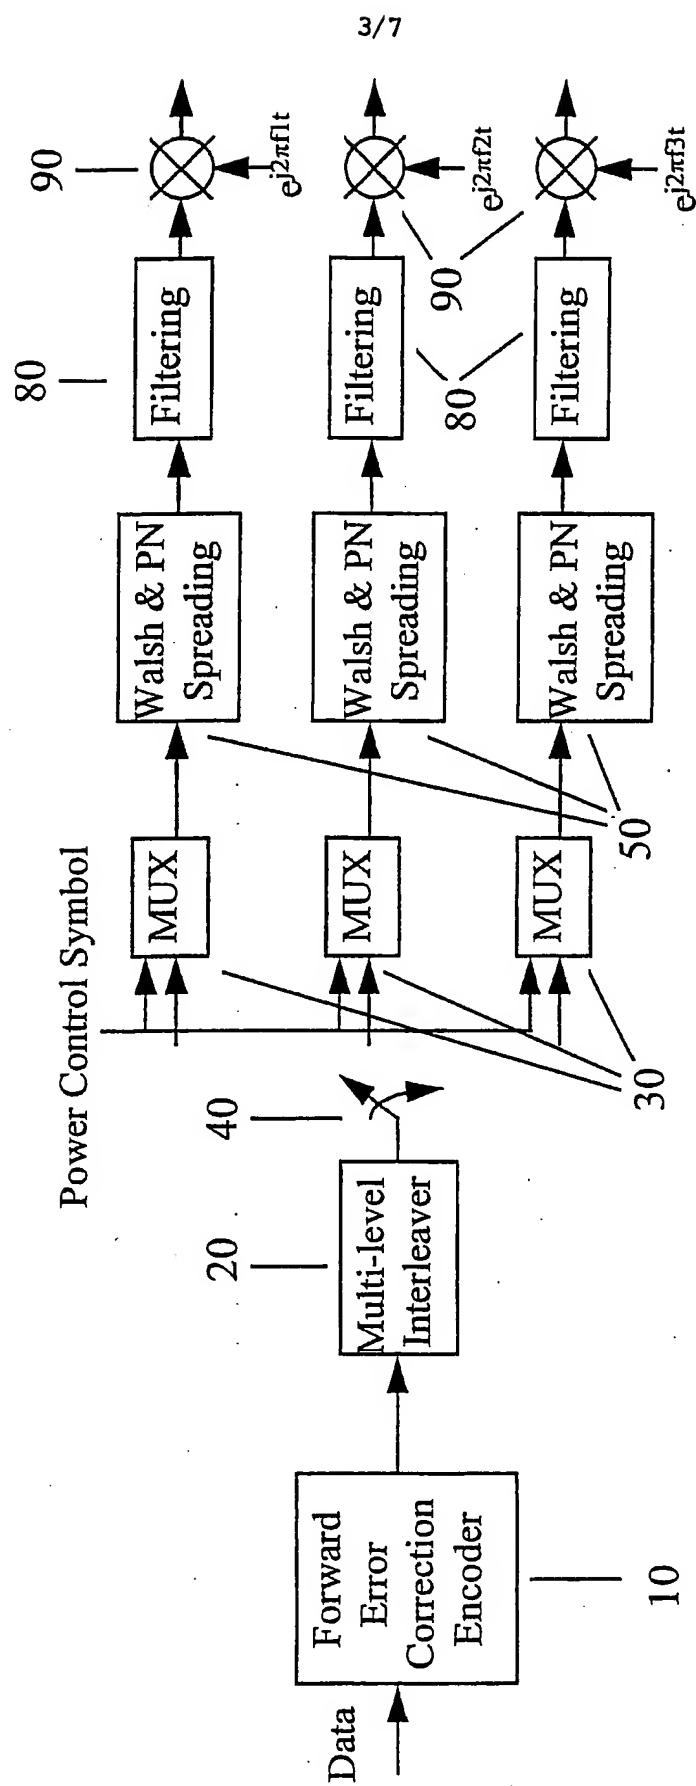 3/7
Data
Forward
Error
Correction
Encoder
10
Multi-level
Interleaver
20
40
Power Control Symbol
MUX
MUX
MUX
30
Walsh & PN
Spreading
Walsh & PN
Spreading
Walsh & PN
Spreading
50
Filtering
Filtering
Filtering
80
80
90
90
e^{j2πf1t}
e^{j2πf2t}
e^{j2πf3t}